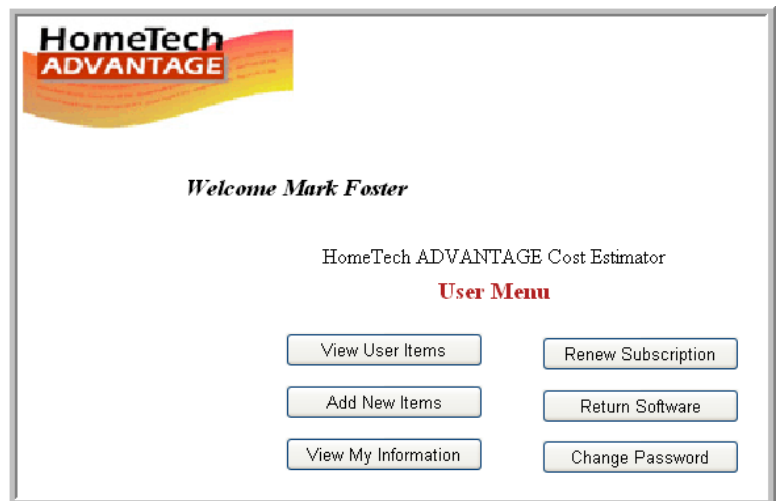 HomeTech
ADVANTAGE
Welcome Mark Foster
HomeTech ADVANTAGE Cost Estimator
User Menu
View User Items
Renew Subscription
Add New Items
Return Software
View My Information
Change Password